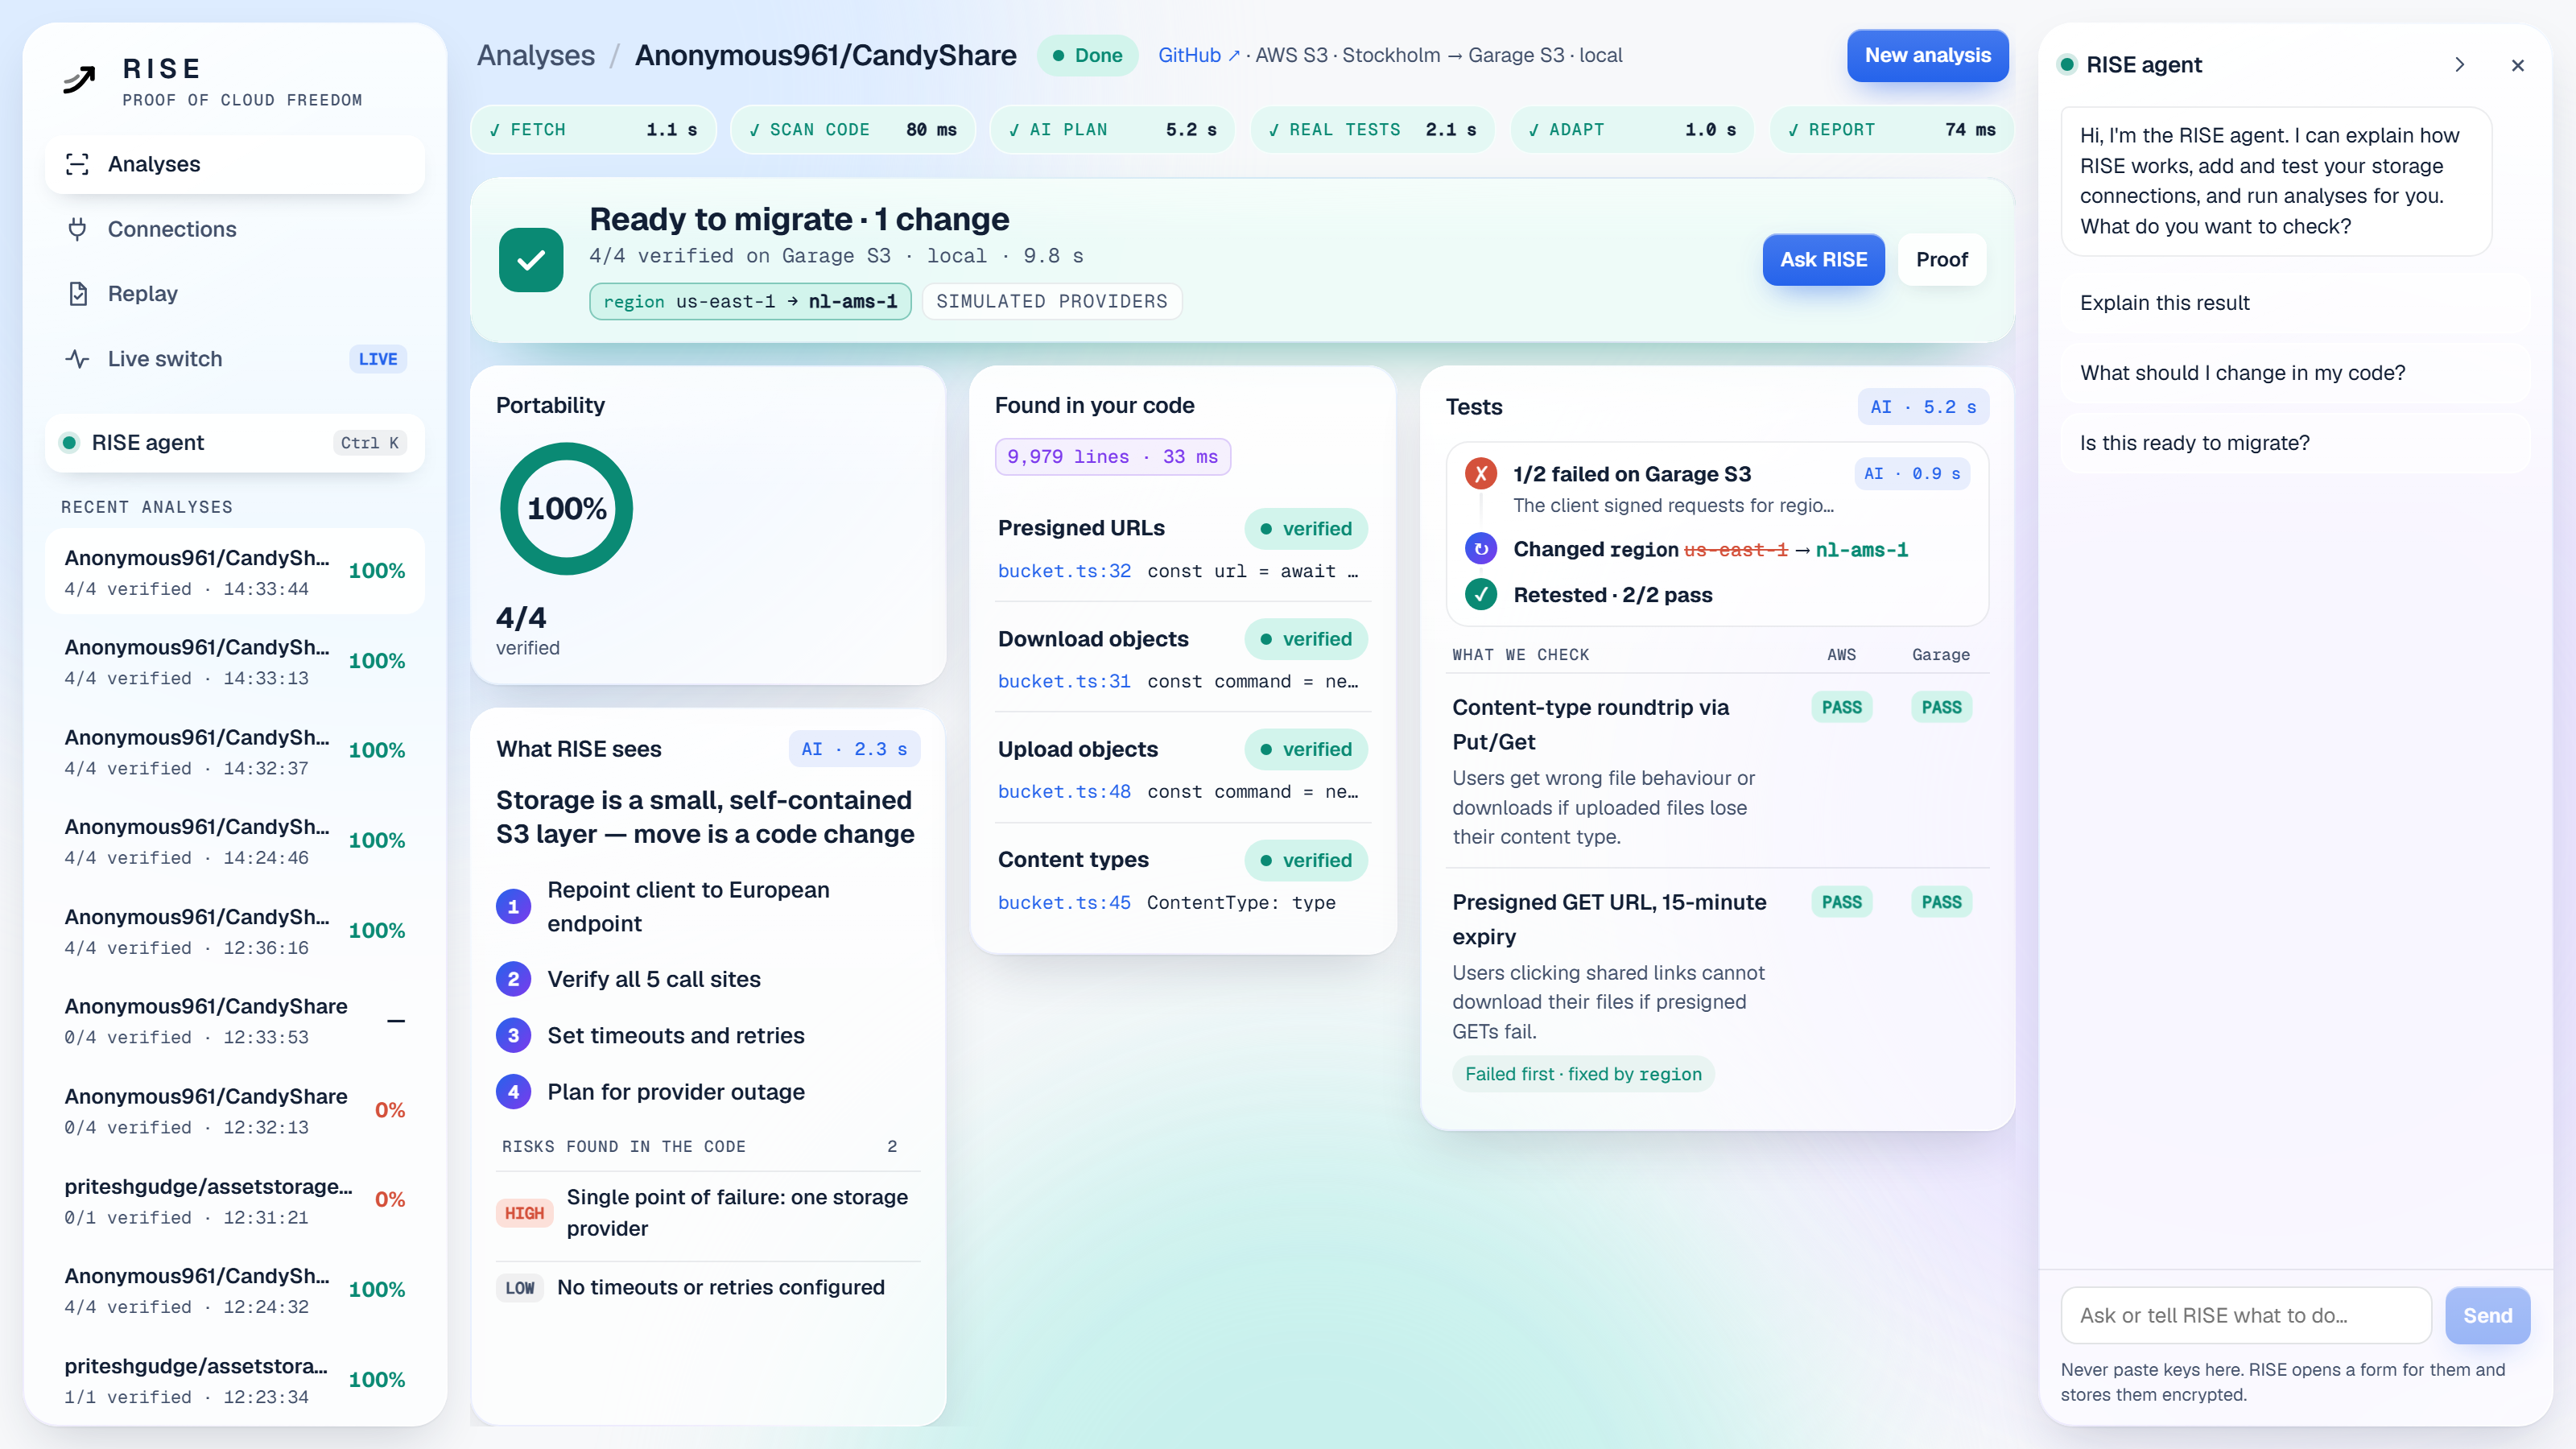 RISE
PROOF OF CLOUD FREEDOM
Analyses
Connections
Replay
Live switch LIVE
RISE agent Ctrl K
RECENT ANALYSES
Anonymous961/CandySh... 100%
4/4 verified · 14:33:44
Anonymous961/CandySh... 100%
4/4 verified · 14:33:13
Anonymous961/CandySh... 100%
4/4 verified · 14:32:37
Anonymous961/CandySh... 100%
4/4 verified · 14:24:46
Anonymous961/CandySh... 100%
4/4 verified · 12:36:16
Anonymous961/CandyShare —
0/4 verified · 12:33:53
Anonymous961/CandyShare 0%
0/4 verified · 12:32:13
priteshgudge/assetstorage... 0%
0/1 verified · 12:31:21
Anonymous961/CandySh... 100%
4/4 verified · 12:24:32
priteshgudge/assetstora... 100%
1/1 verified · 12:23:34
Analyses / Anonymous961/CandyShare Done GitHub ↗ · AWS S3 · Stockholm → Garage S3 · local New analysis
✓ FETCH 1.1 s ✓ SCAN CODE 80 ms ✓ AI PLAN 5.2 s ✓ REAL TESTS 2.1 s ✓ ADAPT 1.0 s ✓ REPORT 74 ms
Ready to migrate · 1 change
4/4 verified on Garage S3 · local · 9.8 s
region us-east-1 → nl-ams-1 SIMULATED PROVIDERS
Ask RISE Proof
Portability
100%
4/4
verified
What RISE sees AI · 2.3 s
Storage is a small, self-contained
S3 layer — move is a code change
1 Repoint client to European
endpoint
2 Verify all 5 call sites
3 Set timeouts and retries
4 Plan for provider outage
RISKS FOUND IN THE CODE 2
HIGH Single point of failure: one storage
provider
LOW No timeouts or retries configured
Found in your code
9,979 lines · 33 ms
Presigned URLs verified
bucket.ts:32 const url = await …
Download objects verified
bucket.ts:31 const command = ne…
Upload objects verified
bucket.ts:48 const command = ne…
Content types verified
bucket.ts:45 ContentType: type
Tests AI · 5.2 s
✗ 1/2 failed on Garage S3 AI · 0.9 s
The client signed requests for regio...
↻ Changed region us-east-1 → nl-ams-1
✓ Retested · 2/2 pass
WHAT WE CHECK AWS Garage
Content-type roundtrip via PASS PASS
Put/Get
Users get wrong file behaviour or
downloads if uploaded files lose
their content type.
Presigned GET URL, 15-minute PASS PASS
expiry
Users clicking shared links cannot
download their files if presigned
GETs fail.
Failed first · fixed by region
RISE agent
Hi, I'm the RISE agent. I can explain how
RISE works, add and test your storage
connections, and run analyses for you.
What do you want to check?
Explain this result
What should I change in my code?
Is this ready to migrate?
Ask or tell RISE what to do... Send
Never paste keys here. RISE opens a form for them and
stores them encrypted.